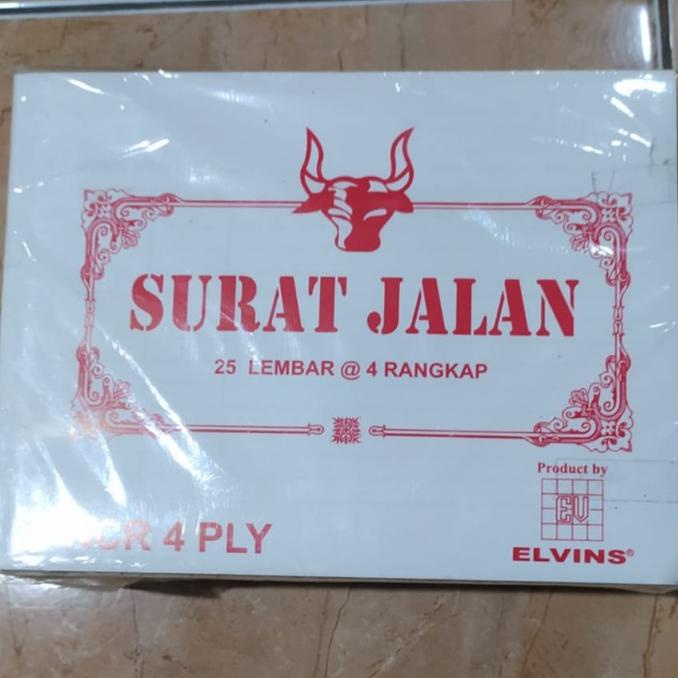 SURAT JALAN
25 LEMBAR @ 4 RANGKAP
4 PLY
Product by
EV
ELVINS®